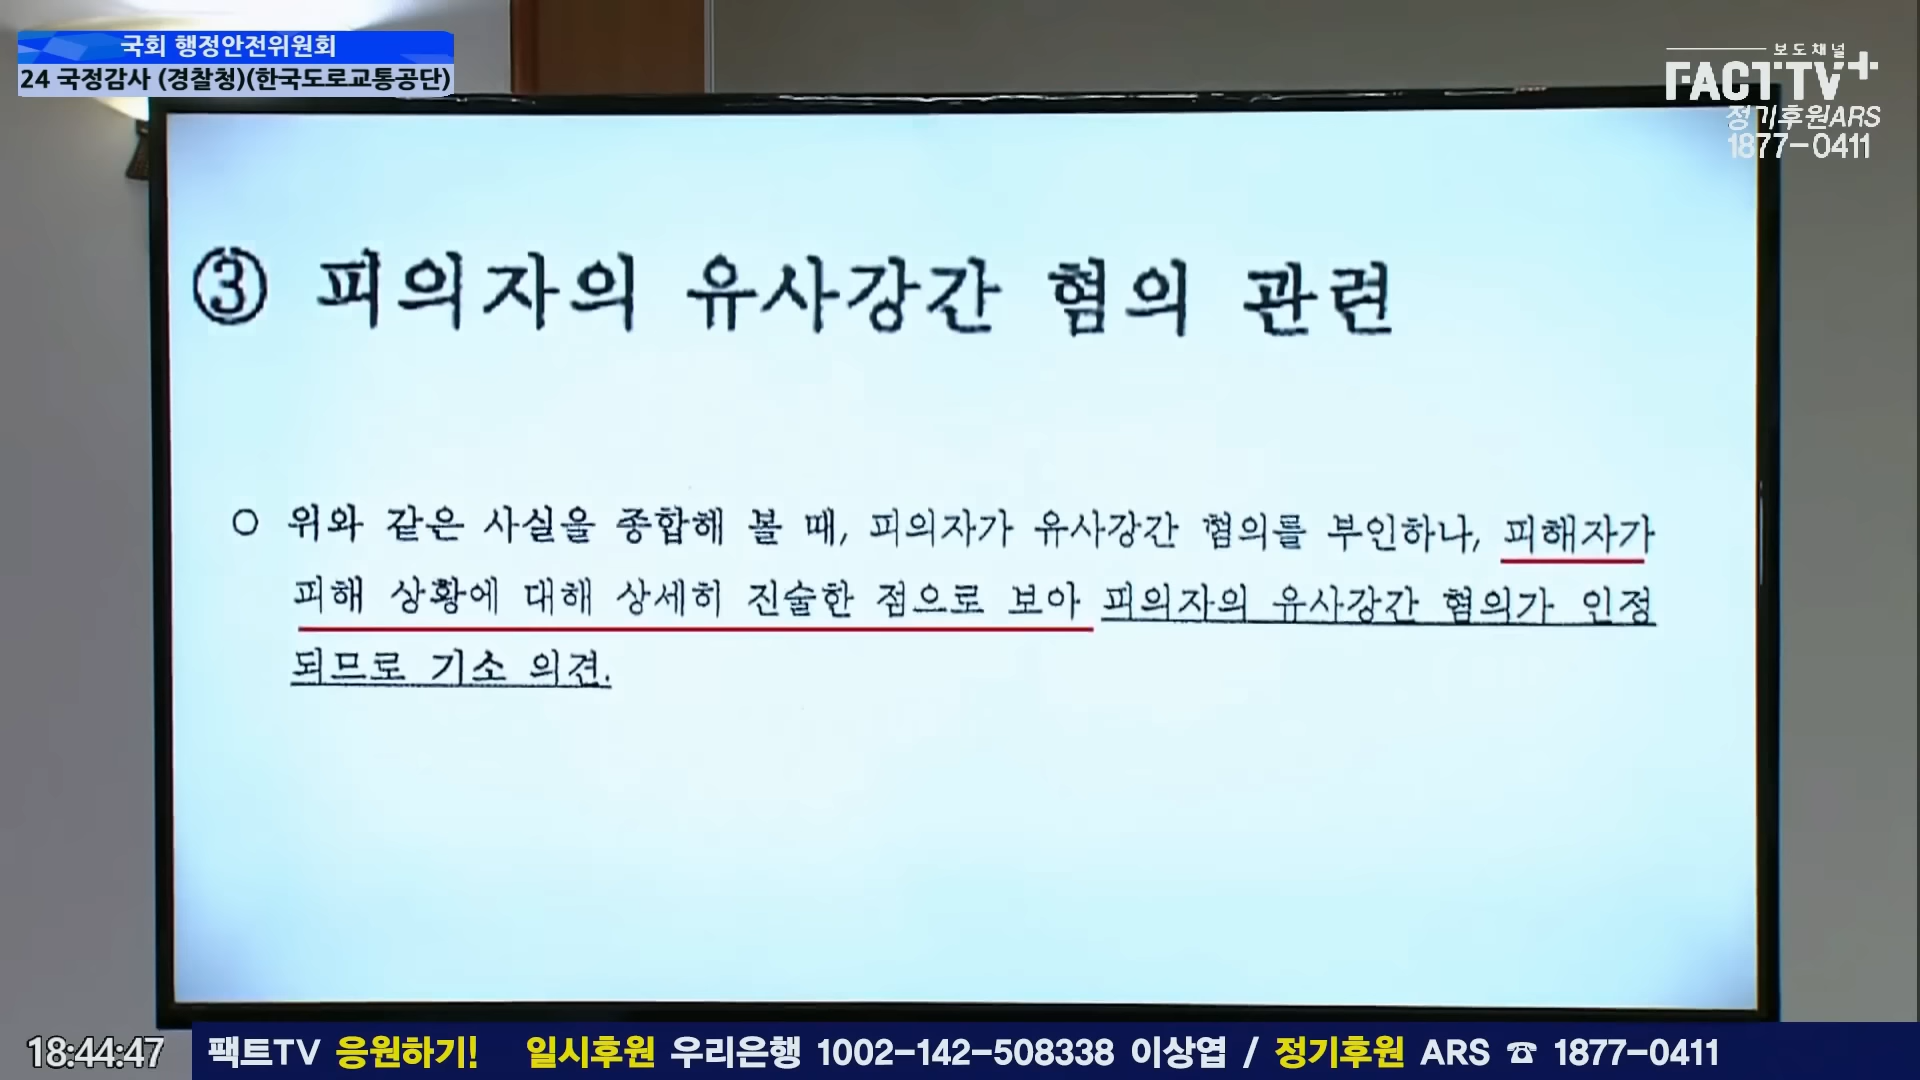 국회 행정안전위원회
24 국정감사 (경찰청)(한국도로교통공단)
보도채널
FACTTV+
정기후원ARS
1877-0411
③ 피의자의 유사강간 혐의 관련
○ 위와 같은 사실을 종합해 볼 때, 피의자가 유사강간 혐의를 부인하나, 피해자가
피해 상황에 대해 상세히 진술한 점으로 보아 피의자의 유사강간 혐의가 인정
되므로 기소 의견.
18:44:47
팩트TV 응원하기! 일시후원 우리은행 1002-142-508338 이상엽 / 정기후원 ARS ☎ 1877-0411